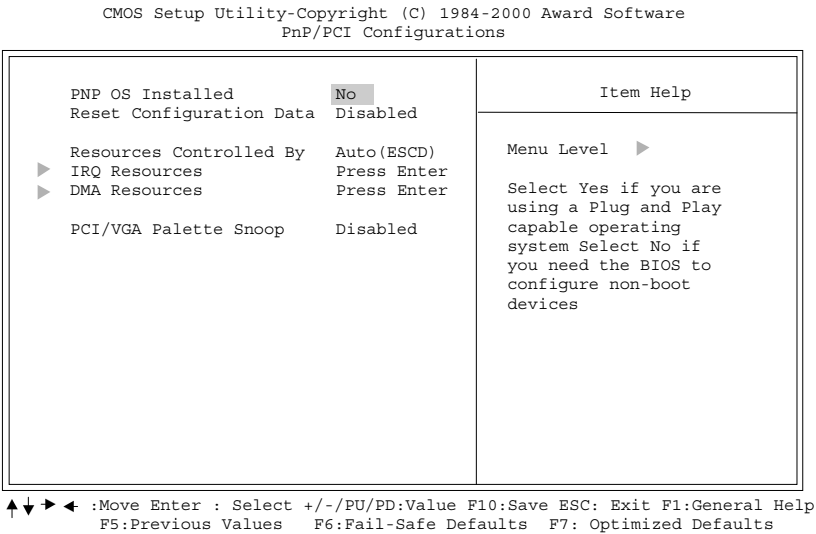 CMOS Setup Utility-Copyright (C) 1984-2000 Award Software
PnP/PCI Configurations
PNP OS Installed No
Reset Configuration Data Disabled
Resources Controlled By Auto(ESCD)
IRQ Resources Press Enter
DMA Resources Press Enter
PCI/VGA Palette Snoop Disabled
Item Help
Menu Level
Select Yes if you are
using a Plug and Play
capable operating
system Select No if
you need the BIOS to
configure non-boot
devices
:Move Enter : Select +/-/PU/PD:Value F10:Save ESC: Exit F1:General Help
F5:Previous Values F6:Fail-Safe Defaults F7: Optimized Defaults